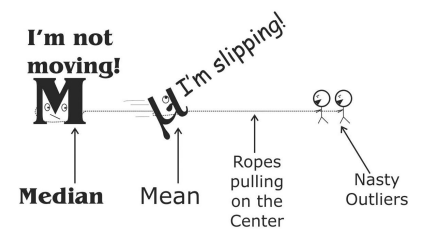 I'm not
moving!
M
μ
I'm slipping!
Median
Mean
Ropes
pulling
on the
Center
Nasty
Outliers